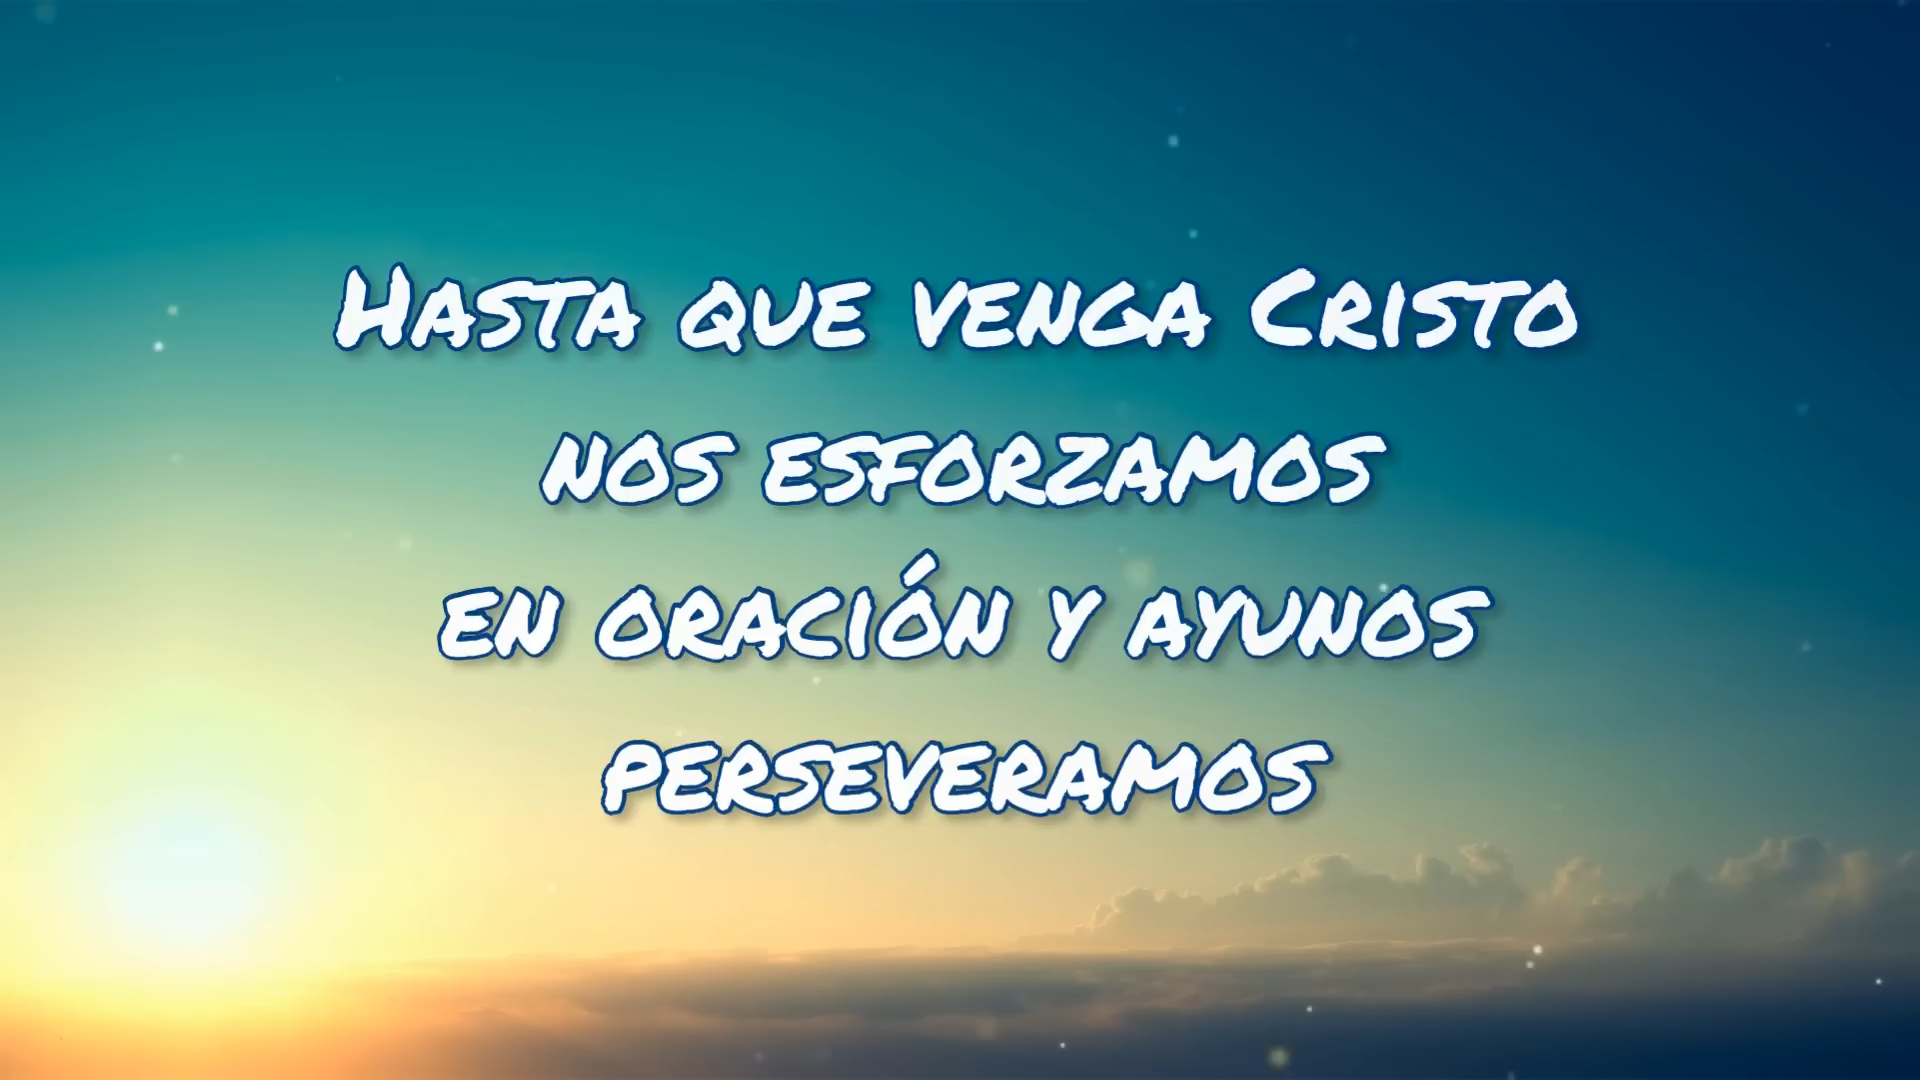 Hasta que venga Cristo
nos esforzamos
en oración y ayunos
perseveramos